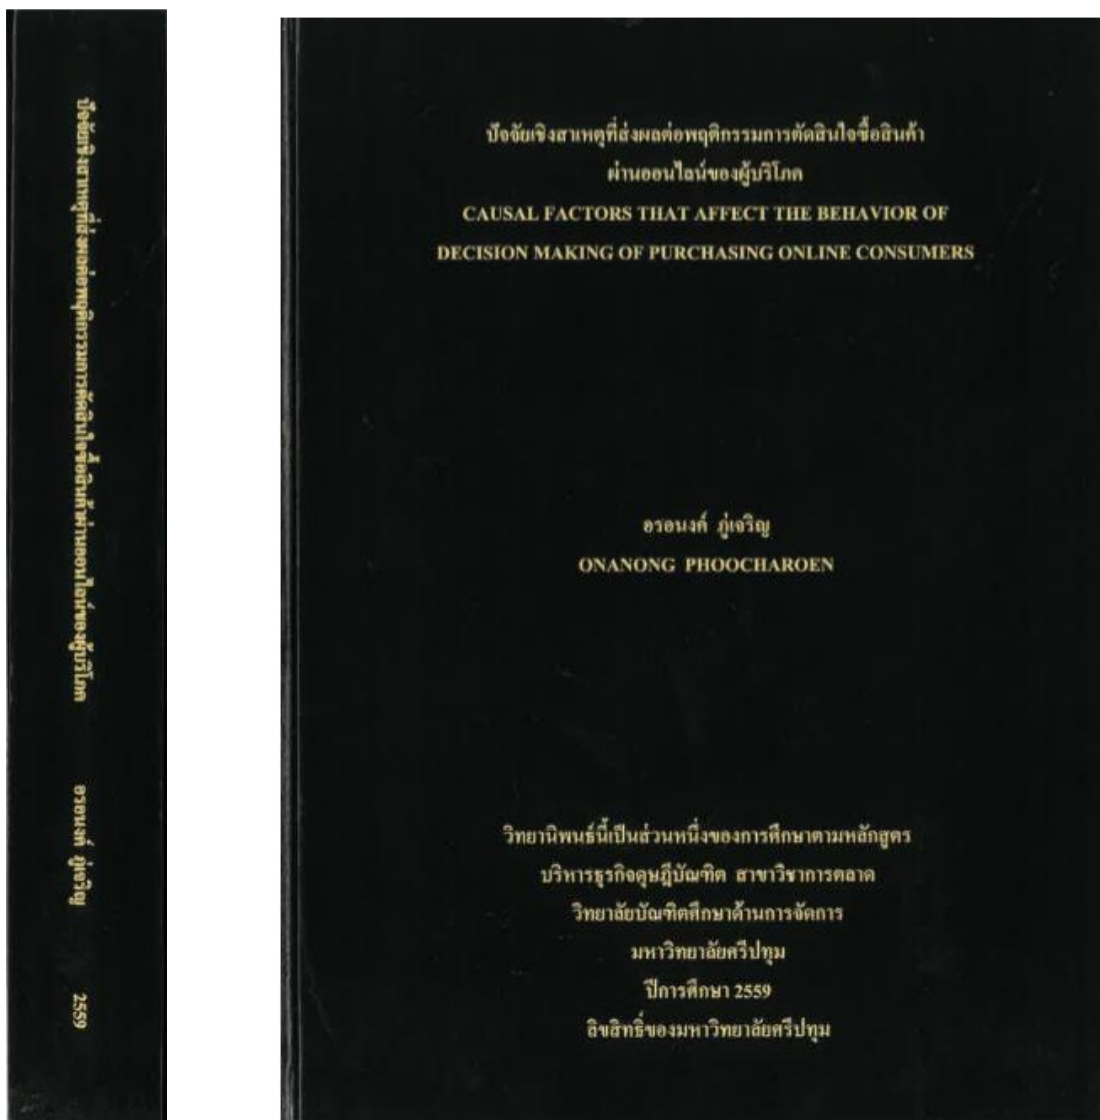 ปัจจัยเชิงสาเหตุที่ส่งผลต่อพฤติกรรมการตัดสินใจซื้อสินค้าผ่านออนไลน์ของผู้บริโภค
อรอนงค์ ภู่เจริญ
2559
ปัจจัยเชิงสาเหตุที่ส่งผลต่อพฤติกรรมการตัดสินใจซื้อสินค้า
ผ่านออนไลน์ของผู้บริโภค
CAUSAL FACTORS THAT AFFECT THE BEHAVIOR OF
DECISION MAKING OF PURCHASING ONLINE CONSUMERS
อรอนงค์ ภู่เจริญ
ONANONG PHOOCHAROEN
วิทยานิพนธ์นี้เป็นส่วนหนึ่งของการศึกษาตามหลักสูตร
บริหารธุรกิจดุษฎีบัณฑิต สาขาวิชาการตลาด
วิทยาลัยบัณฑิตศึกษาด้านการจัดการ
มหาวิทยาลัยศรีปทุม
ปีการศึกษา 2559
ลิขสิทธิ์ของมหาวิทยาลัยศรีปทุม